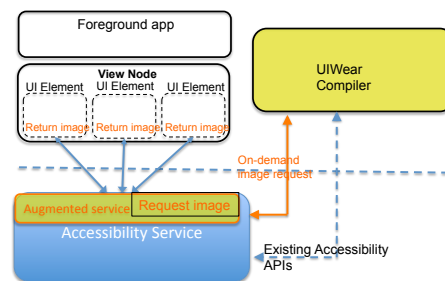 Foreground app
View Node
UI Element
UI Element
UI Element
Return image
Return image
Return image
UIWear
Compiler
On-demand
image request
Augmented service
Request image
Accessibility Service
Existing Accessibility
APIs